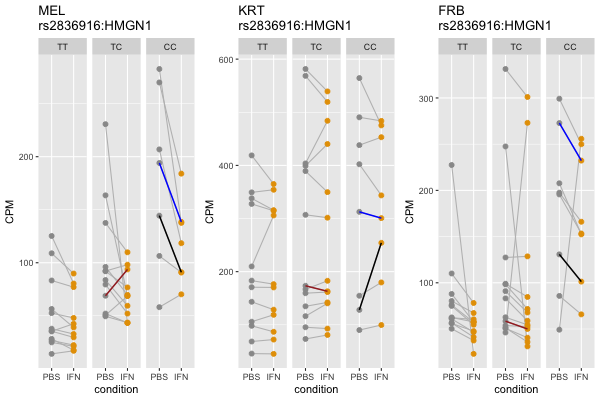 MEL
rs2836916:HMGN1
TT TC CC
CPM
200
100
PBS IFN PBS IFN PBS IFN
condition
KRT
rs2836916:HMGN1
TT TC CC
CPM
600
400
200
PBS IFN PBS IFN PBS IFN
condition
FRB
rs2836916:HMGN1
TT TC CC
CPM
300
200
100
PBS IFN PBS IFN PBS IFN
condition